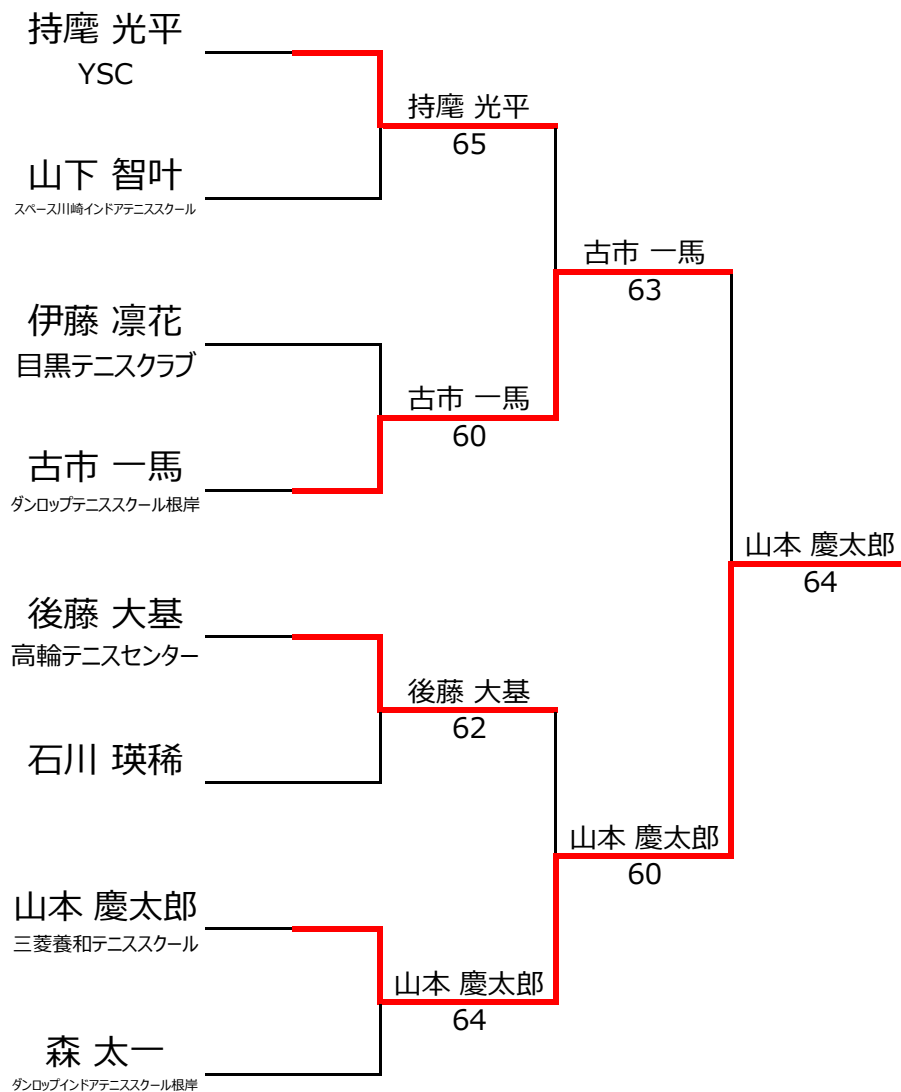 持麾 光平
YSC
山下 智叶
スペース川崎インドアテニススクール
伊藤 凛花
目黒テニスクラブ
古市 一馬
ダンロップテニススクール根岸
後藤 大基
高輪テニスセンター
石川 瑛稀
山本 慶太郎
三菱養和テニススクール
森 太一
ダンロップインドアテニススクール根岸
持麾 光平
65
古市 一馬
60
後藤 大基
62
山本 慶太郎
64
古市 一馬
63
山本 慶太郎
60
山本 慶太郎
64